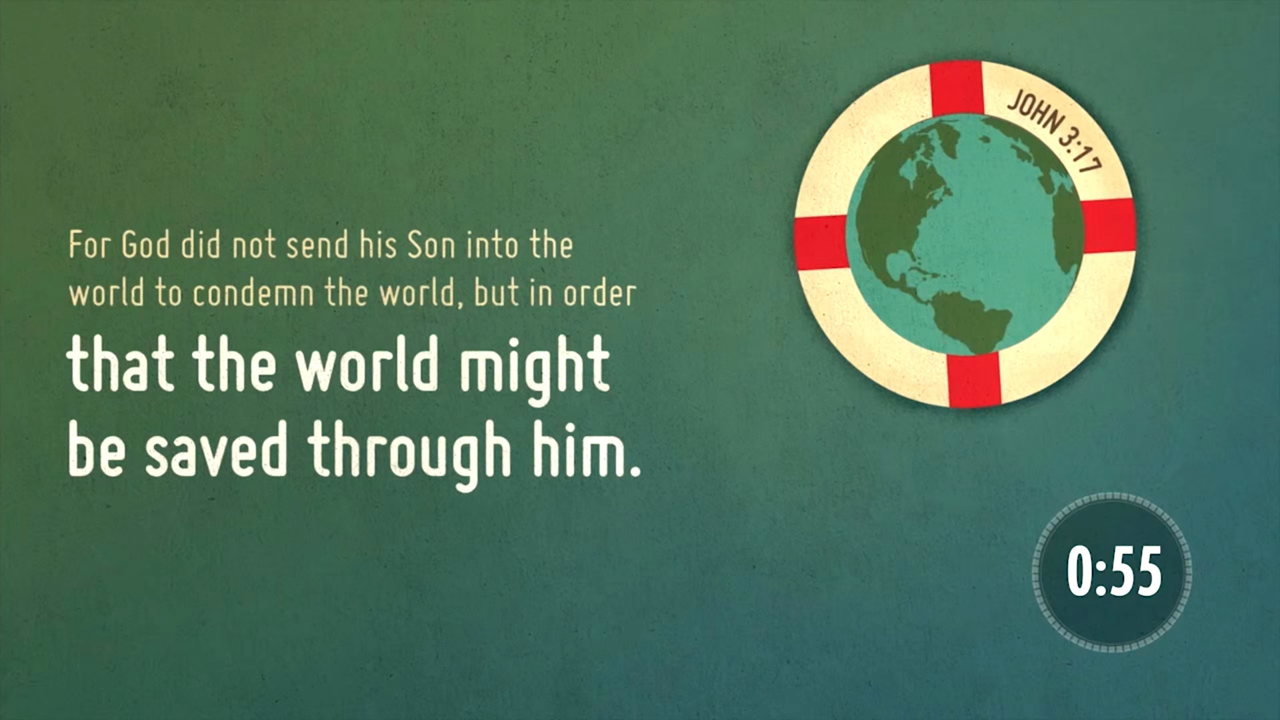 JOHN 3:17
For God did not send his Son into the
world to condemn the world, but in order
that the world might
be saved through him.
0:55